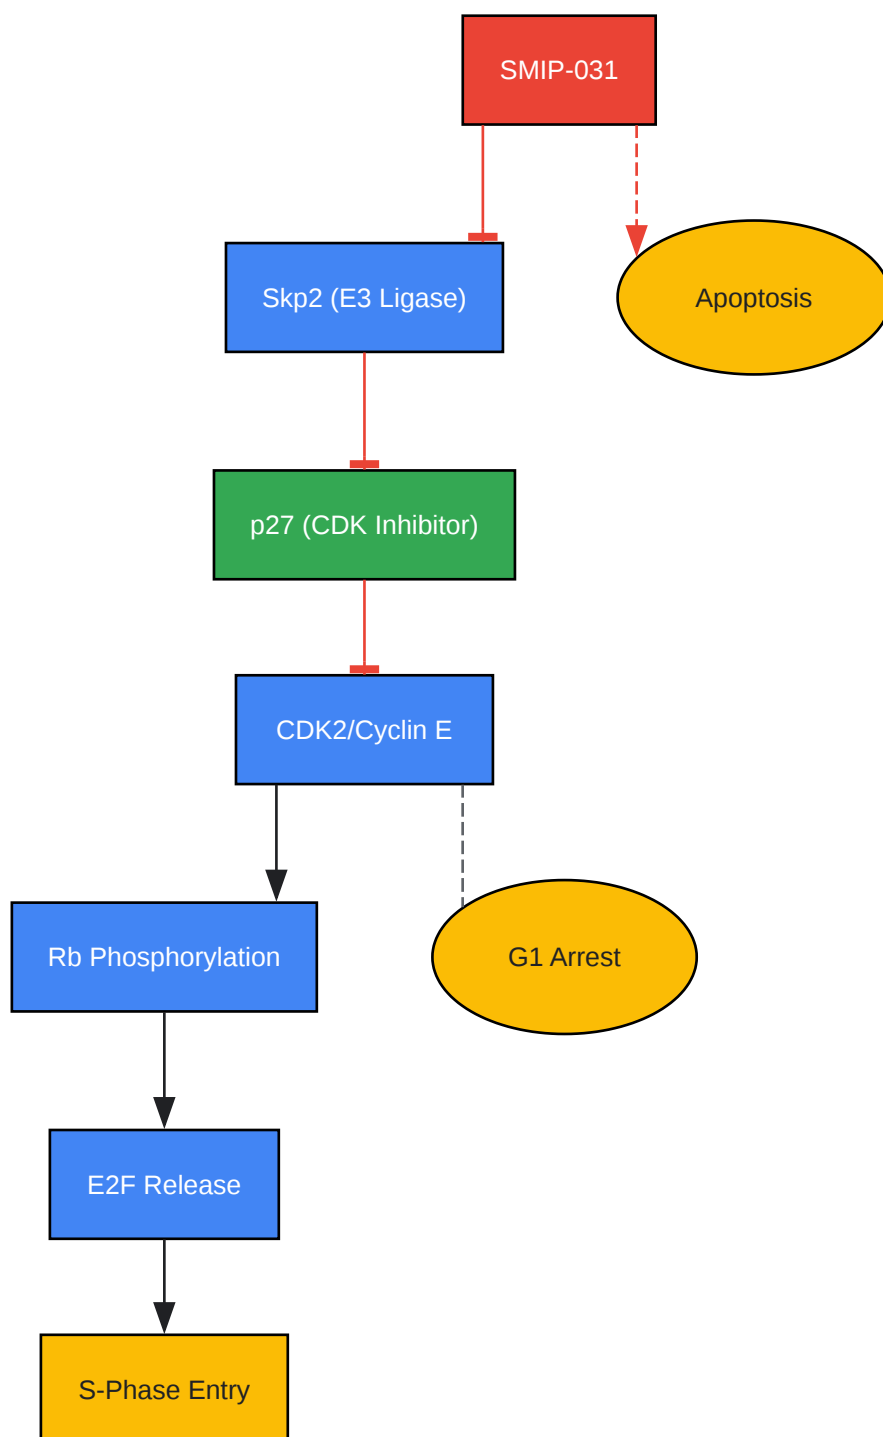 SMIP-031
Skp2 (E3 Ligase)
Apoptosis
p27 (CDK Inhibitor)
CDK2/Cyclin E
Rb Phosphorylation
G1 Arrest
E2F Release
S-Phase Entry